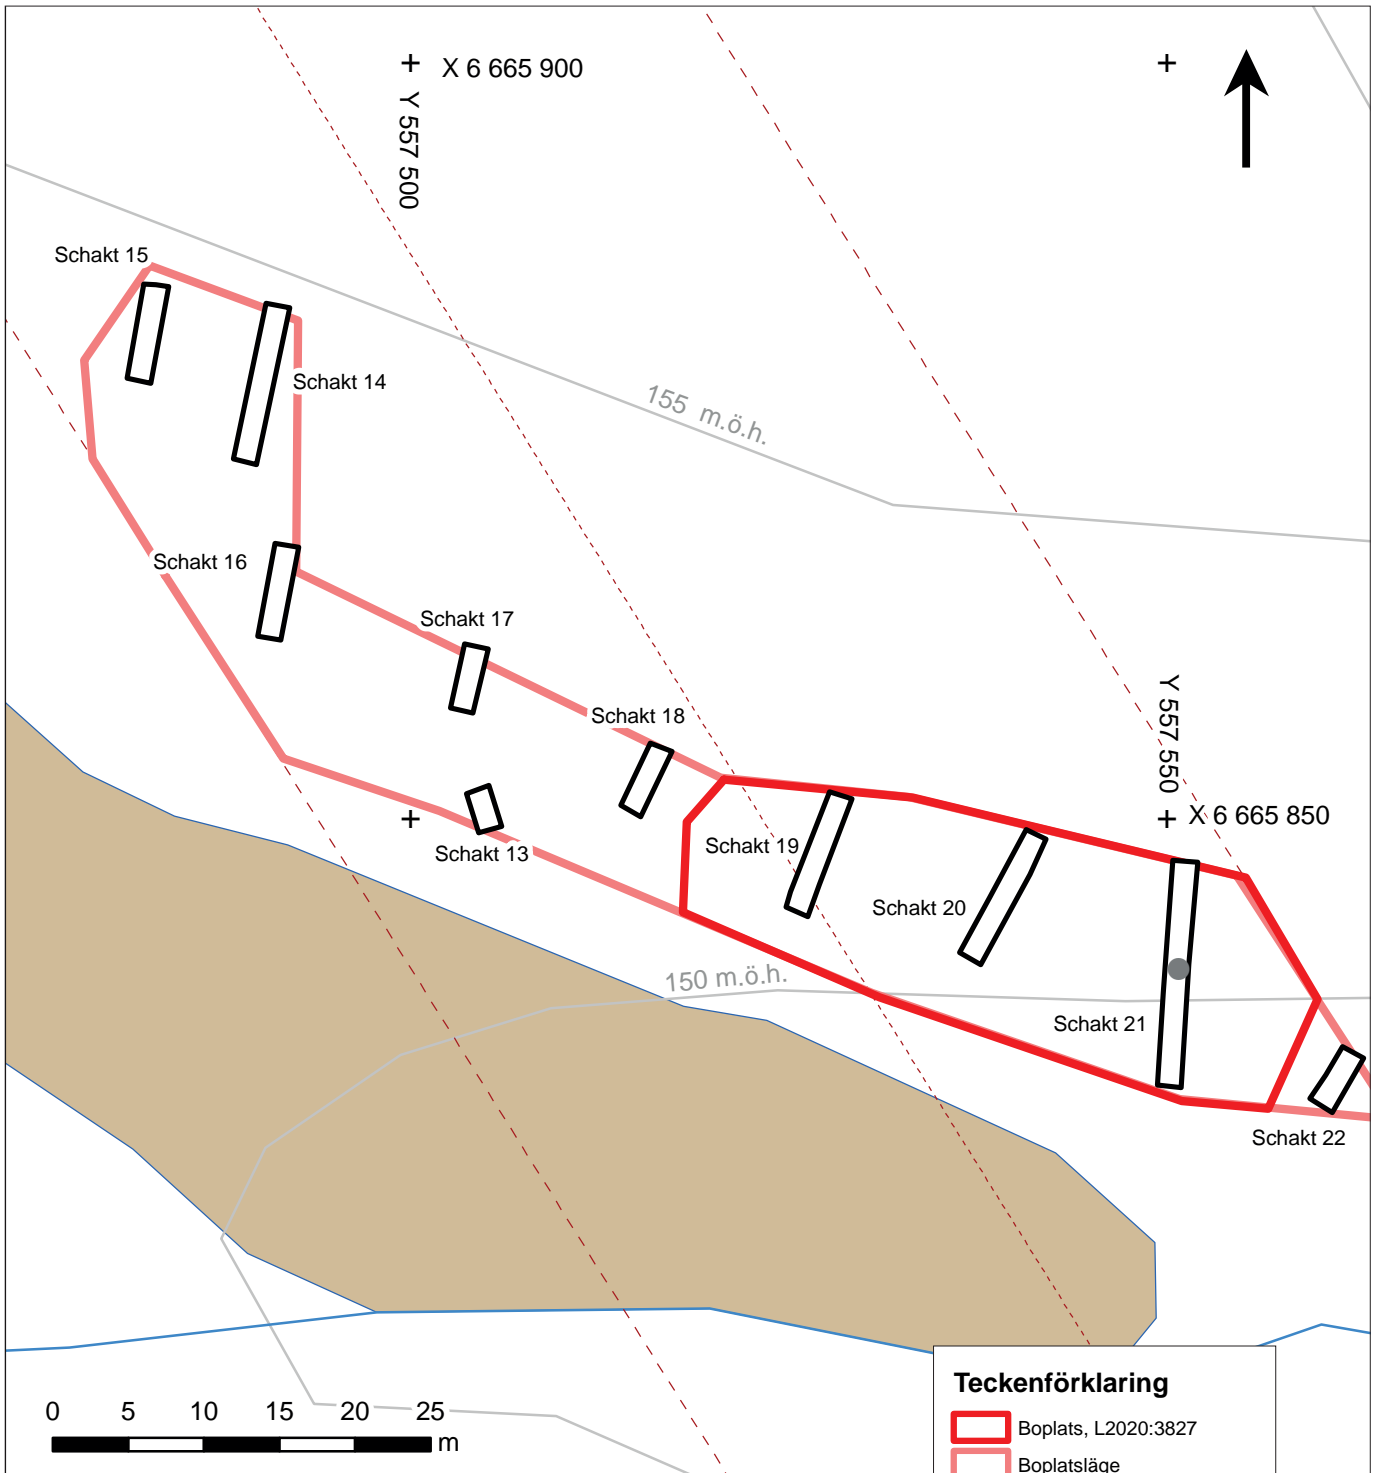 X 6 665 900
Y 557 500
Schakt 15
Schakt 14
155 m.ö.h.
Schakt 16
Schakt 17
Schakt 18
Y 557 550
X 6 665 850
Schakt 19
Schakt 13
Schakt 20
150 m.ö.h.
Schakt 21
Schakt 22
Teckenförklaring
0 5 10 15 20 25
m
Boplats, L2020:3827
Boplatsläge